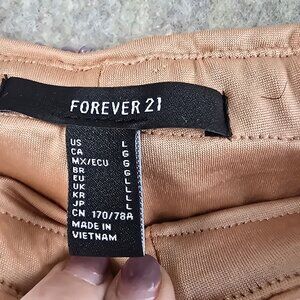 FOREVER 21
US L
CA G
MX/ECU G
BR G
EU L
UK L
KR L
JP L
CN 170/78A
MADE IN
VIETNAM